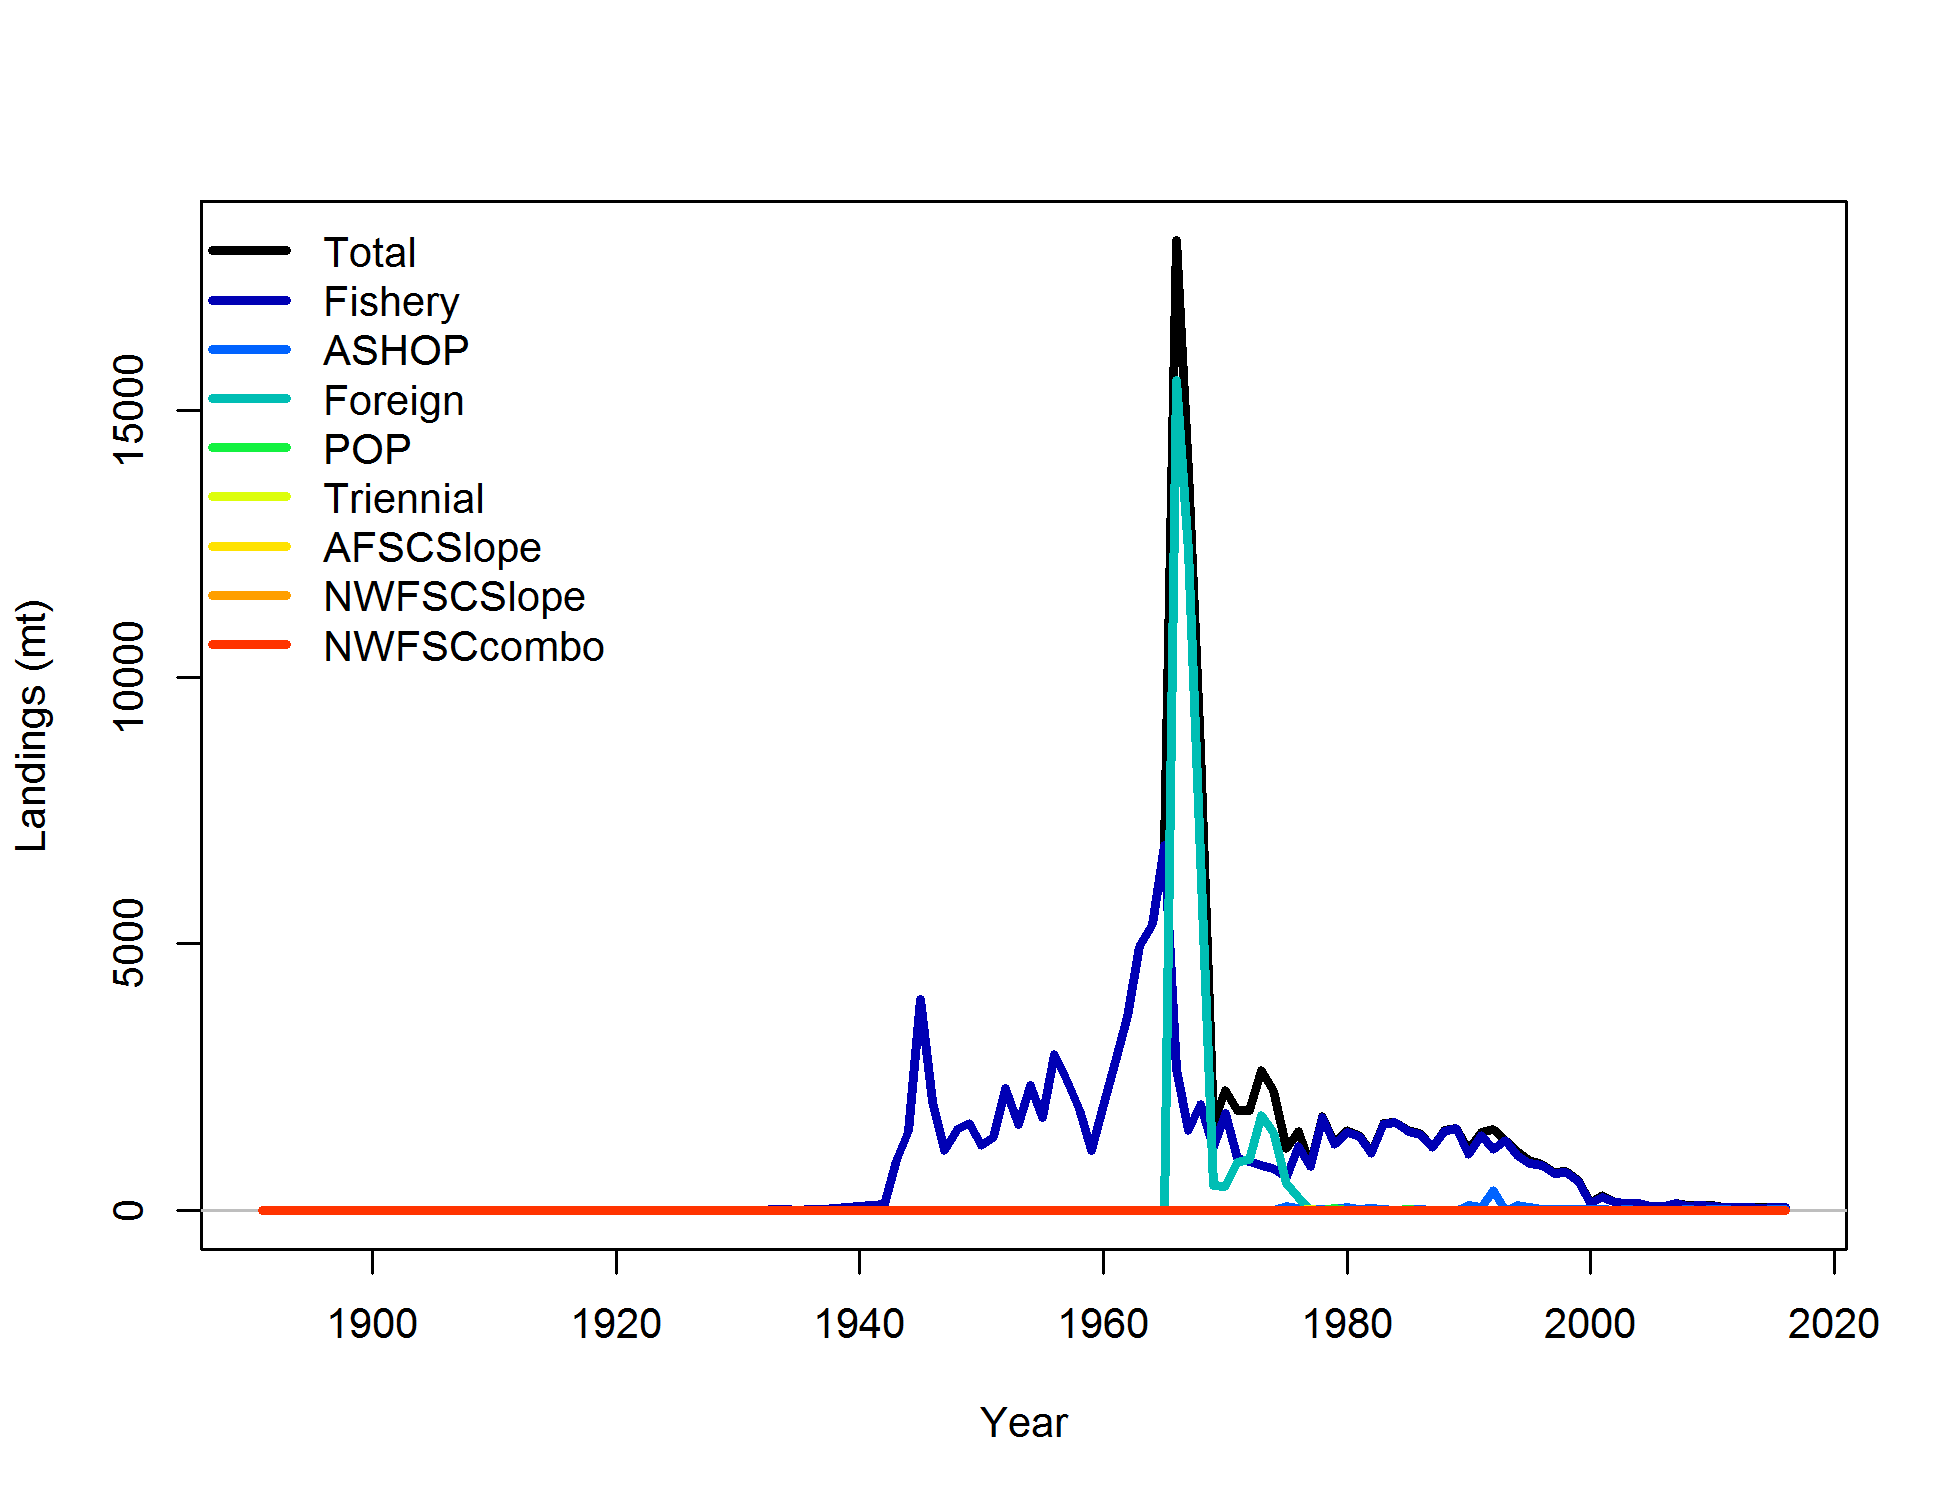 Total
Fishery
ASHOP
Foreign
POP
Triennial
AFSCSlope
NWFSCSlope
NWFSCcombo
Landings (mt)
15000
10000
5000
0
1900 1920 1940 1960 1980 2000 2020
Year